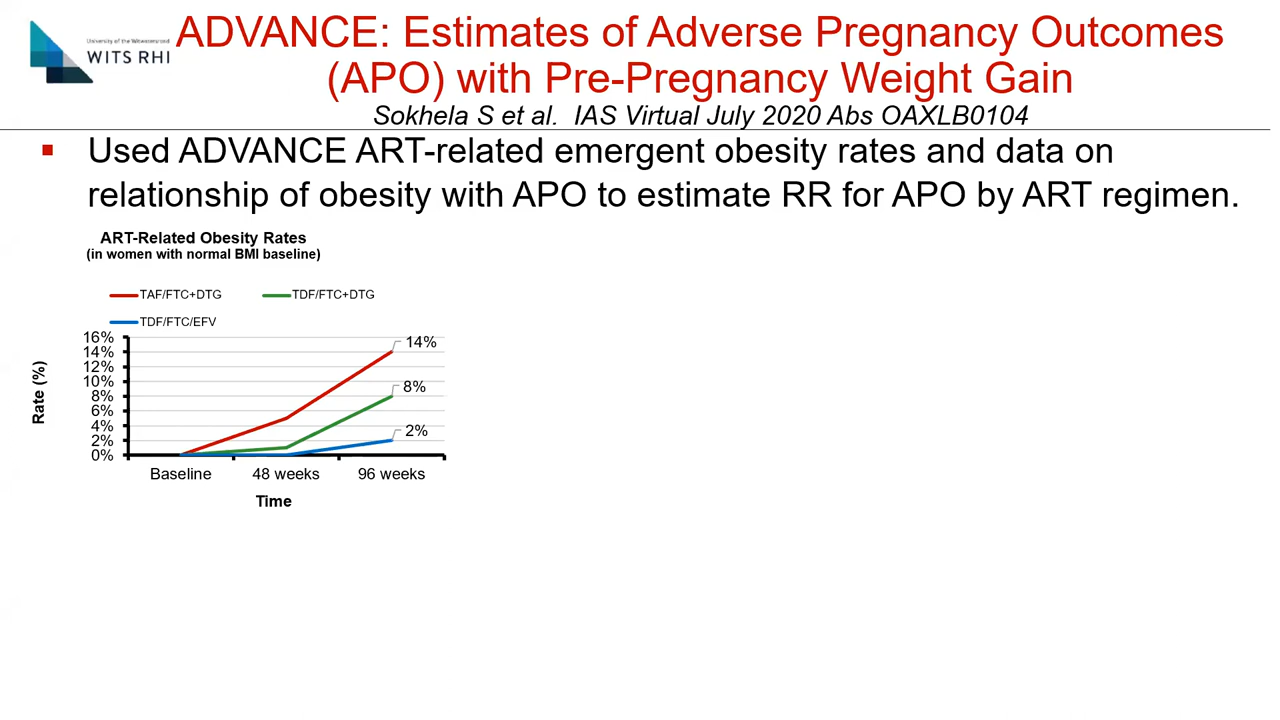 University of the Witwatersrand
WITS RHI
ADVANCE: Estimates of Adverse Pregnancy Outcomes
(APO) with Pre-Pregnancy Weight Gain
Sokhela S et al. IAS Virtual July 2020 Abs OAXLB0104
Used ADVANCE ART-related emergent obesity rates and data on
relationship of obesity with APO to estimate RR for APO by ART regimen.
ART-Related Obesity Rates
(in women with normal BMI baseline)
TAF/FTC+DTG TDF/FTC+DTG
TDF/FTC/EFV
16%
14%
12%
10%
8%
6%
4%
2%
0%
14%
8%
2%
Rate (%)
Baseline 48 weeks 96 weeks
Time